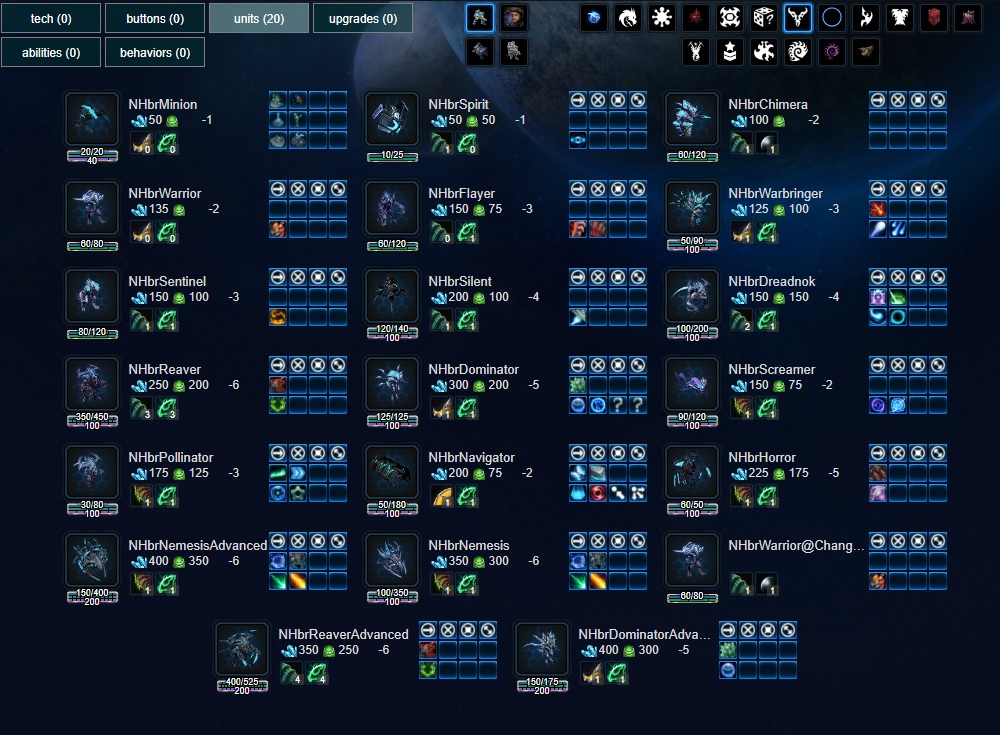 tech (0) buttons (0) units (20) upgrades (0)
abilities (0) behaviors (0)
NHbrMinion
50 -1
0 0
20/20
40
NHbrSpirit
50 50 -1
1 0
10/25
NHbrChimera
100 -2
1 1
60/120
NHbrWarrior
135 -2
0 0
60/80
NHbrFlayer
150 75 -3
0 1
60/120
NHbrWarbringer
125 100 -3
1 1
50/90
100
NHbrSentinel
150 100 -3
1 1
80/120
NHbrSilent
200 100 -4
1 1
120/140
100
NHbrDreadnok
150 150 -4
2 1
100/200
100
NHbrReaver
250 200 -6
3 3
350/450
100
NHbrDominator
300 200 -5
1 1
125/125
100
NHbrScreamer
150 75 -2
1 1
90/120
100
NHbrPollinator
175 125 -3
1 1
30/80
100
NHbrNavigator
200 75 -2
1 1
50/180
100
NHbrHorror
225 175 -5
1 1
60/50
100
NHbrNemesisAdvanced
400 350 -6
1 1
150/400
200
NHbrNemesis
350 300 -6
1 1
100/350
100
NHbrWarrior@Chang...
1 1
60/80
NHbrReaverAdvanced
350 250 -6
4 4
400/525
200
NHbrDominatorAdva...
400 300 -5
1 1
150/175
200